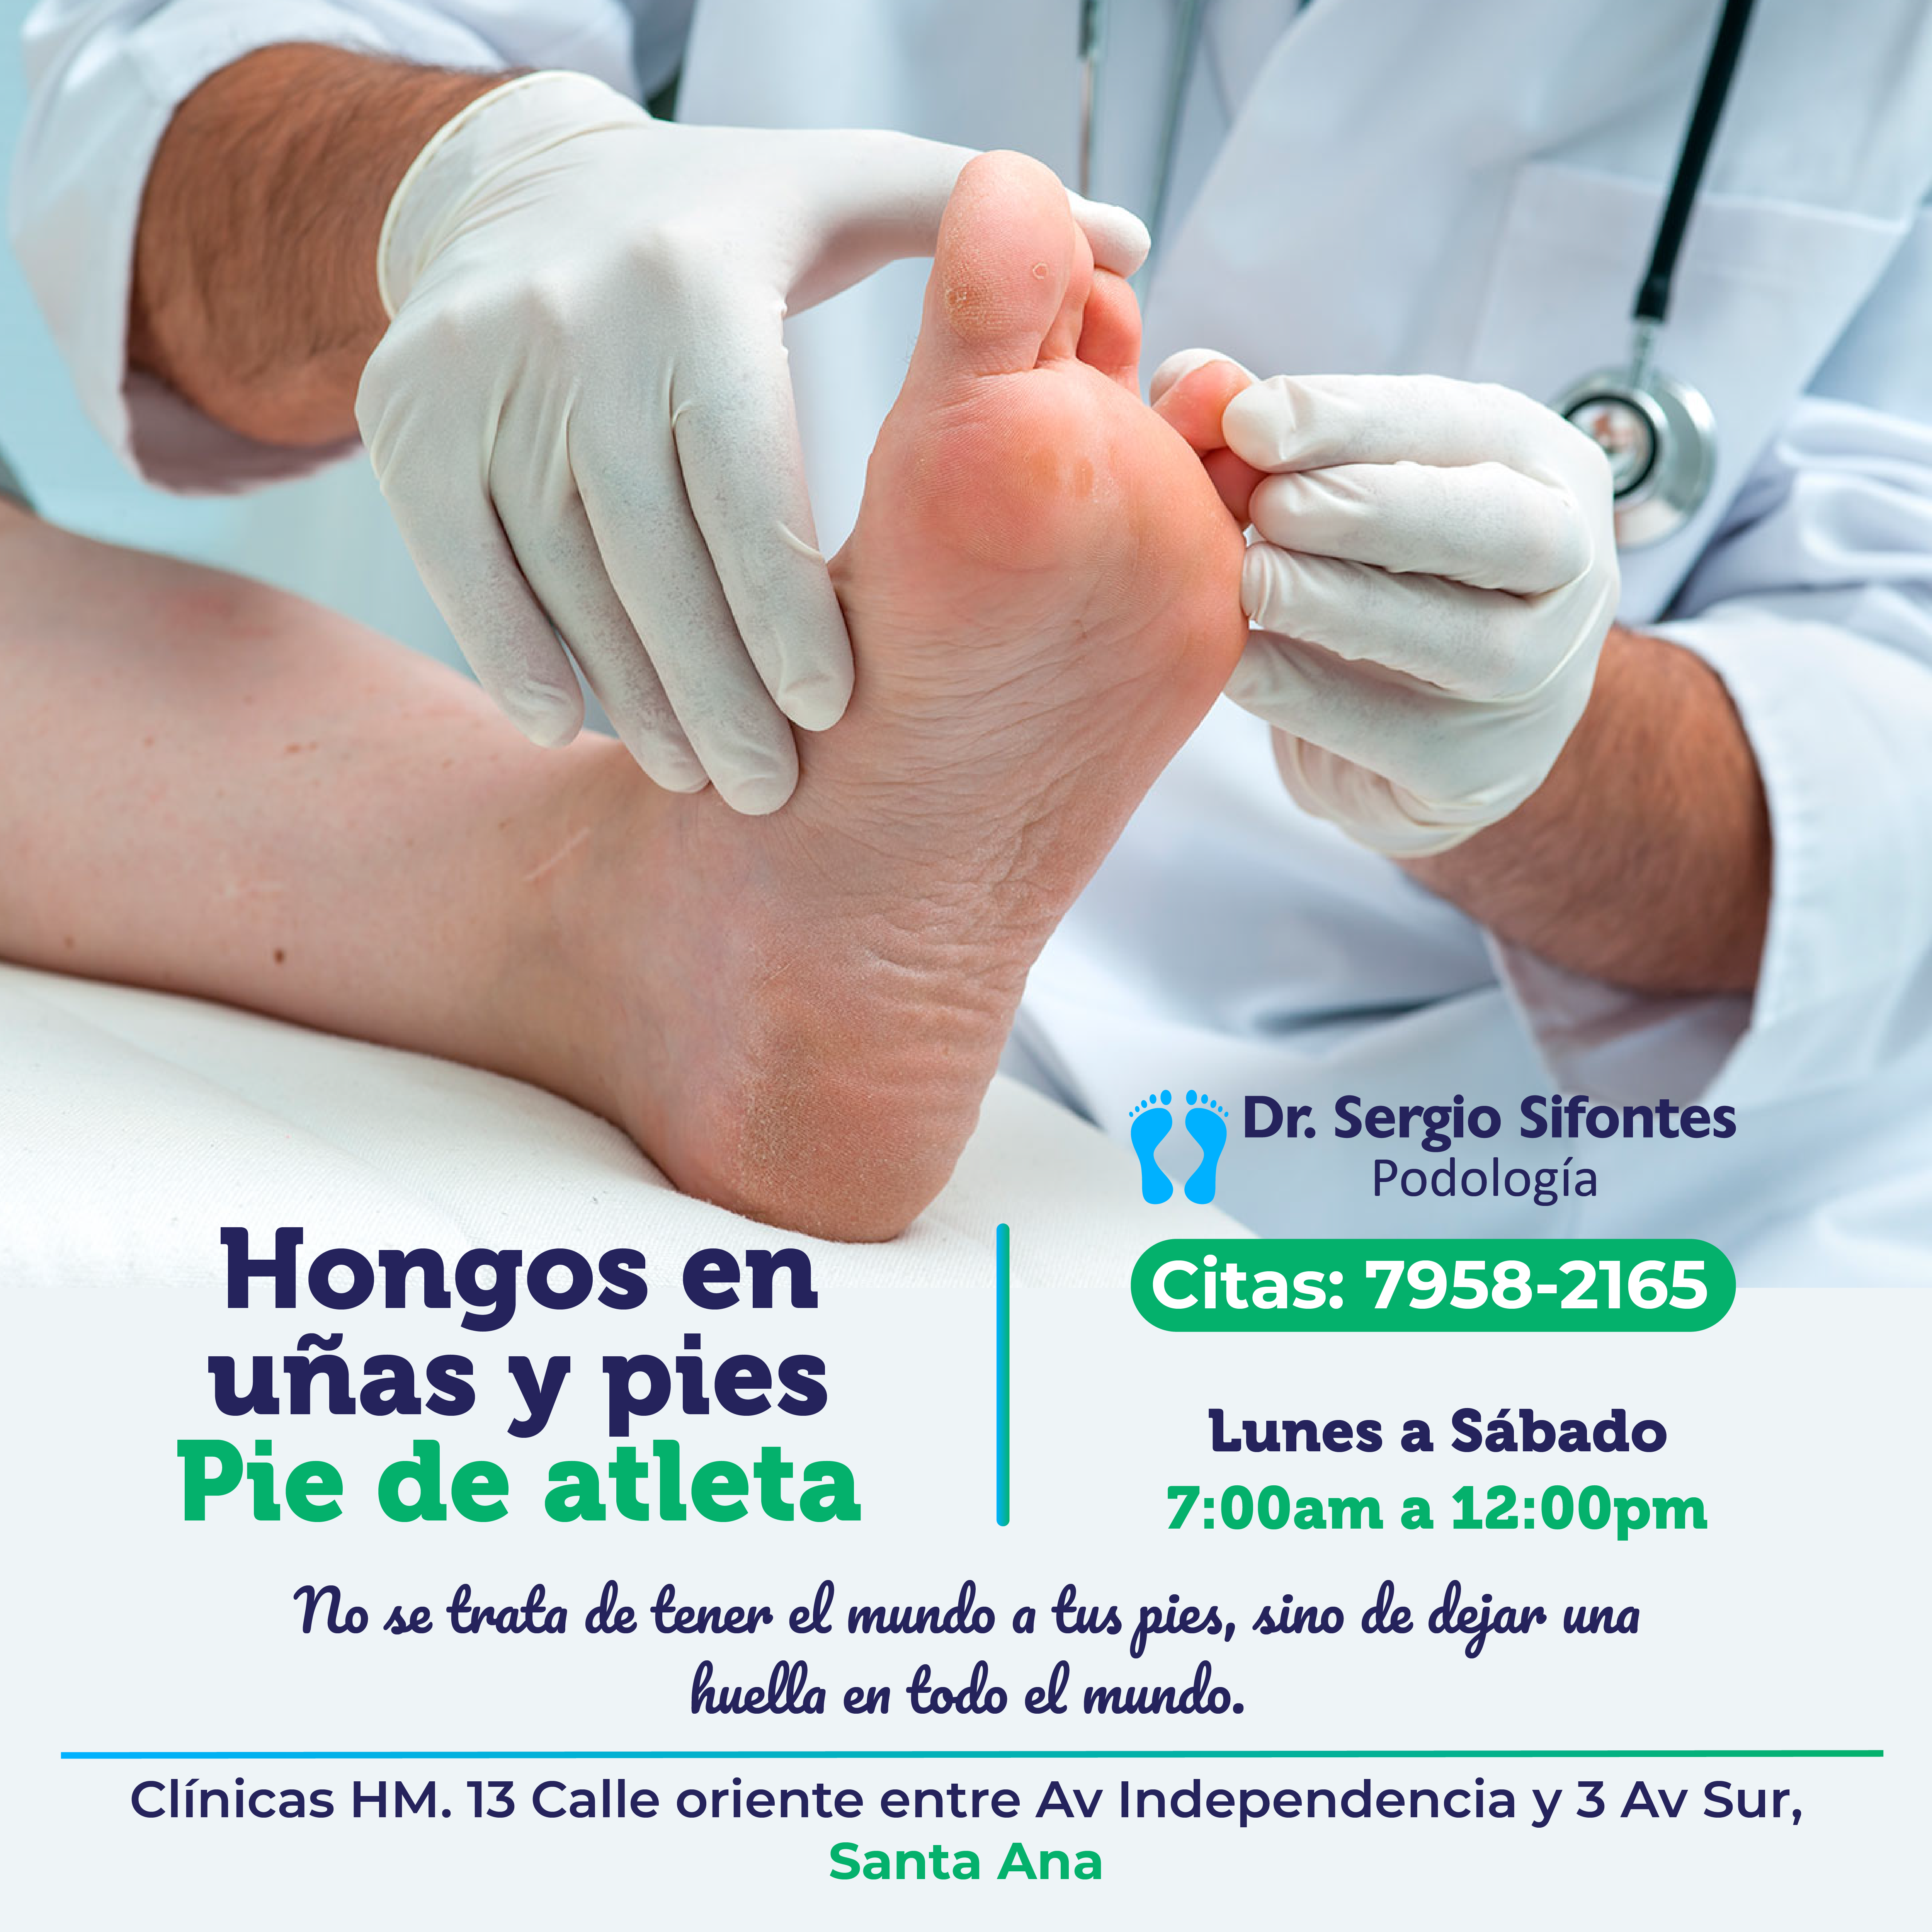 Dr. Sergio Sifontes
Podología
Hongos en
uñas y pies
Pie de atleta
Citas: 7958-2165
Lunes a Sábado
7:00am a 12:00pm
No se trata de tener el mundo a tus pies, sino de dejar una
huella en todo el mundo.
Clínicas HM. 13 Calle oriente entre Av Independencia y 3 Av Sur,
Santa Ana